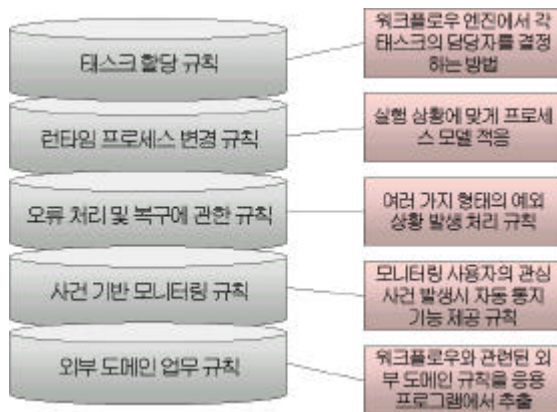 태스크 할당 규칙
워크플로우 엔진에서 각
태스크의 담당자를 결정
하는 방법
런타임 프로세스 변경 규칙
실행 상황에 맞게 프로세
스 모델 적응
오류 처리 및 복구에 관한 규칙
여러 가지 형태의 예외
상황 발생 처리 규칙
사건 기반 모니터링 규칙
모니터링 사용자의 관심
사건 발생시 자동 통지
기능 제공 규칙
외부 도메인 업무 규칙
워크플로우와 관련된 외
부 도메인 규칙을 응용
프로그램에서 추출